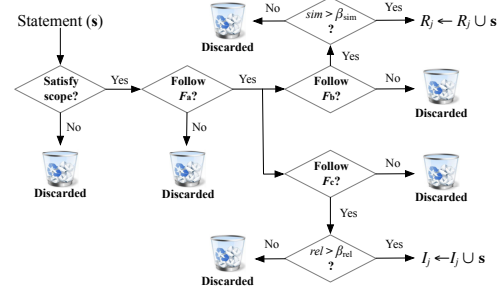 Statement (s)
Satisfy
scope?
Yes
No
Discarded
Follow
Fa?
Yes
No
Discarded
Follow
Fb?
No
Discarded
Yes
sim > βsim
?
No
Discarded
Yes
Rj ← Rj ∪ s
Follow
Fc?
No
Discarded
Yes
rel > βrel
?
No
Discarded
Yes
Ij ← Ij ∪ s